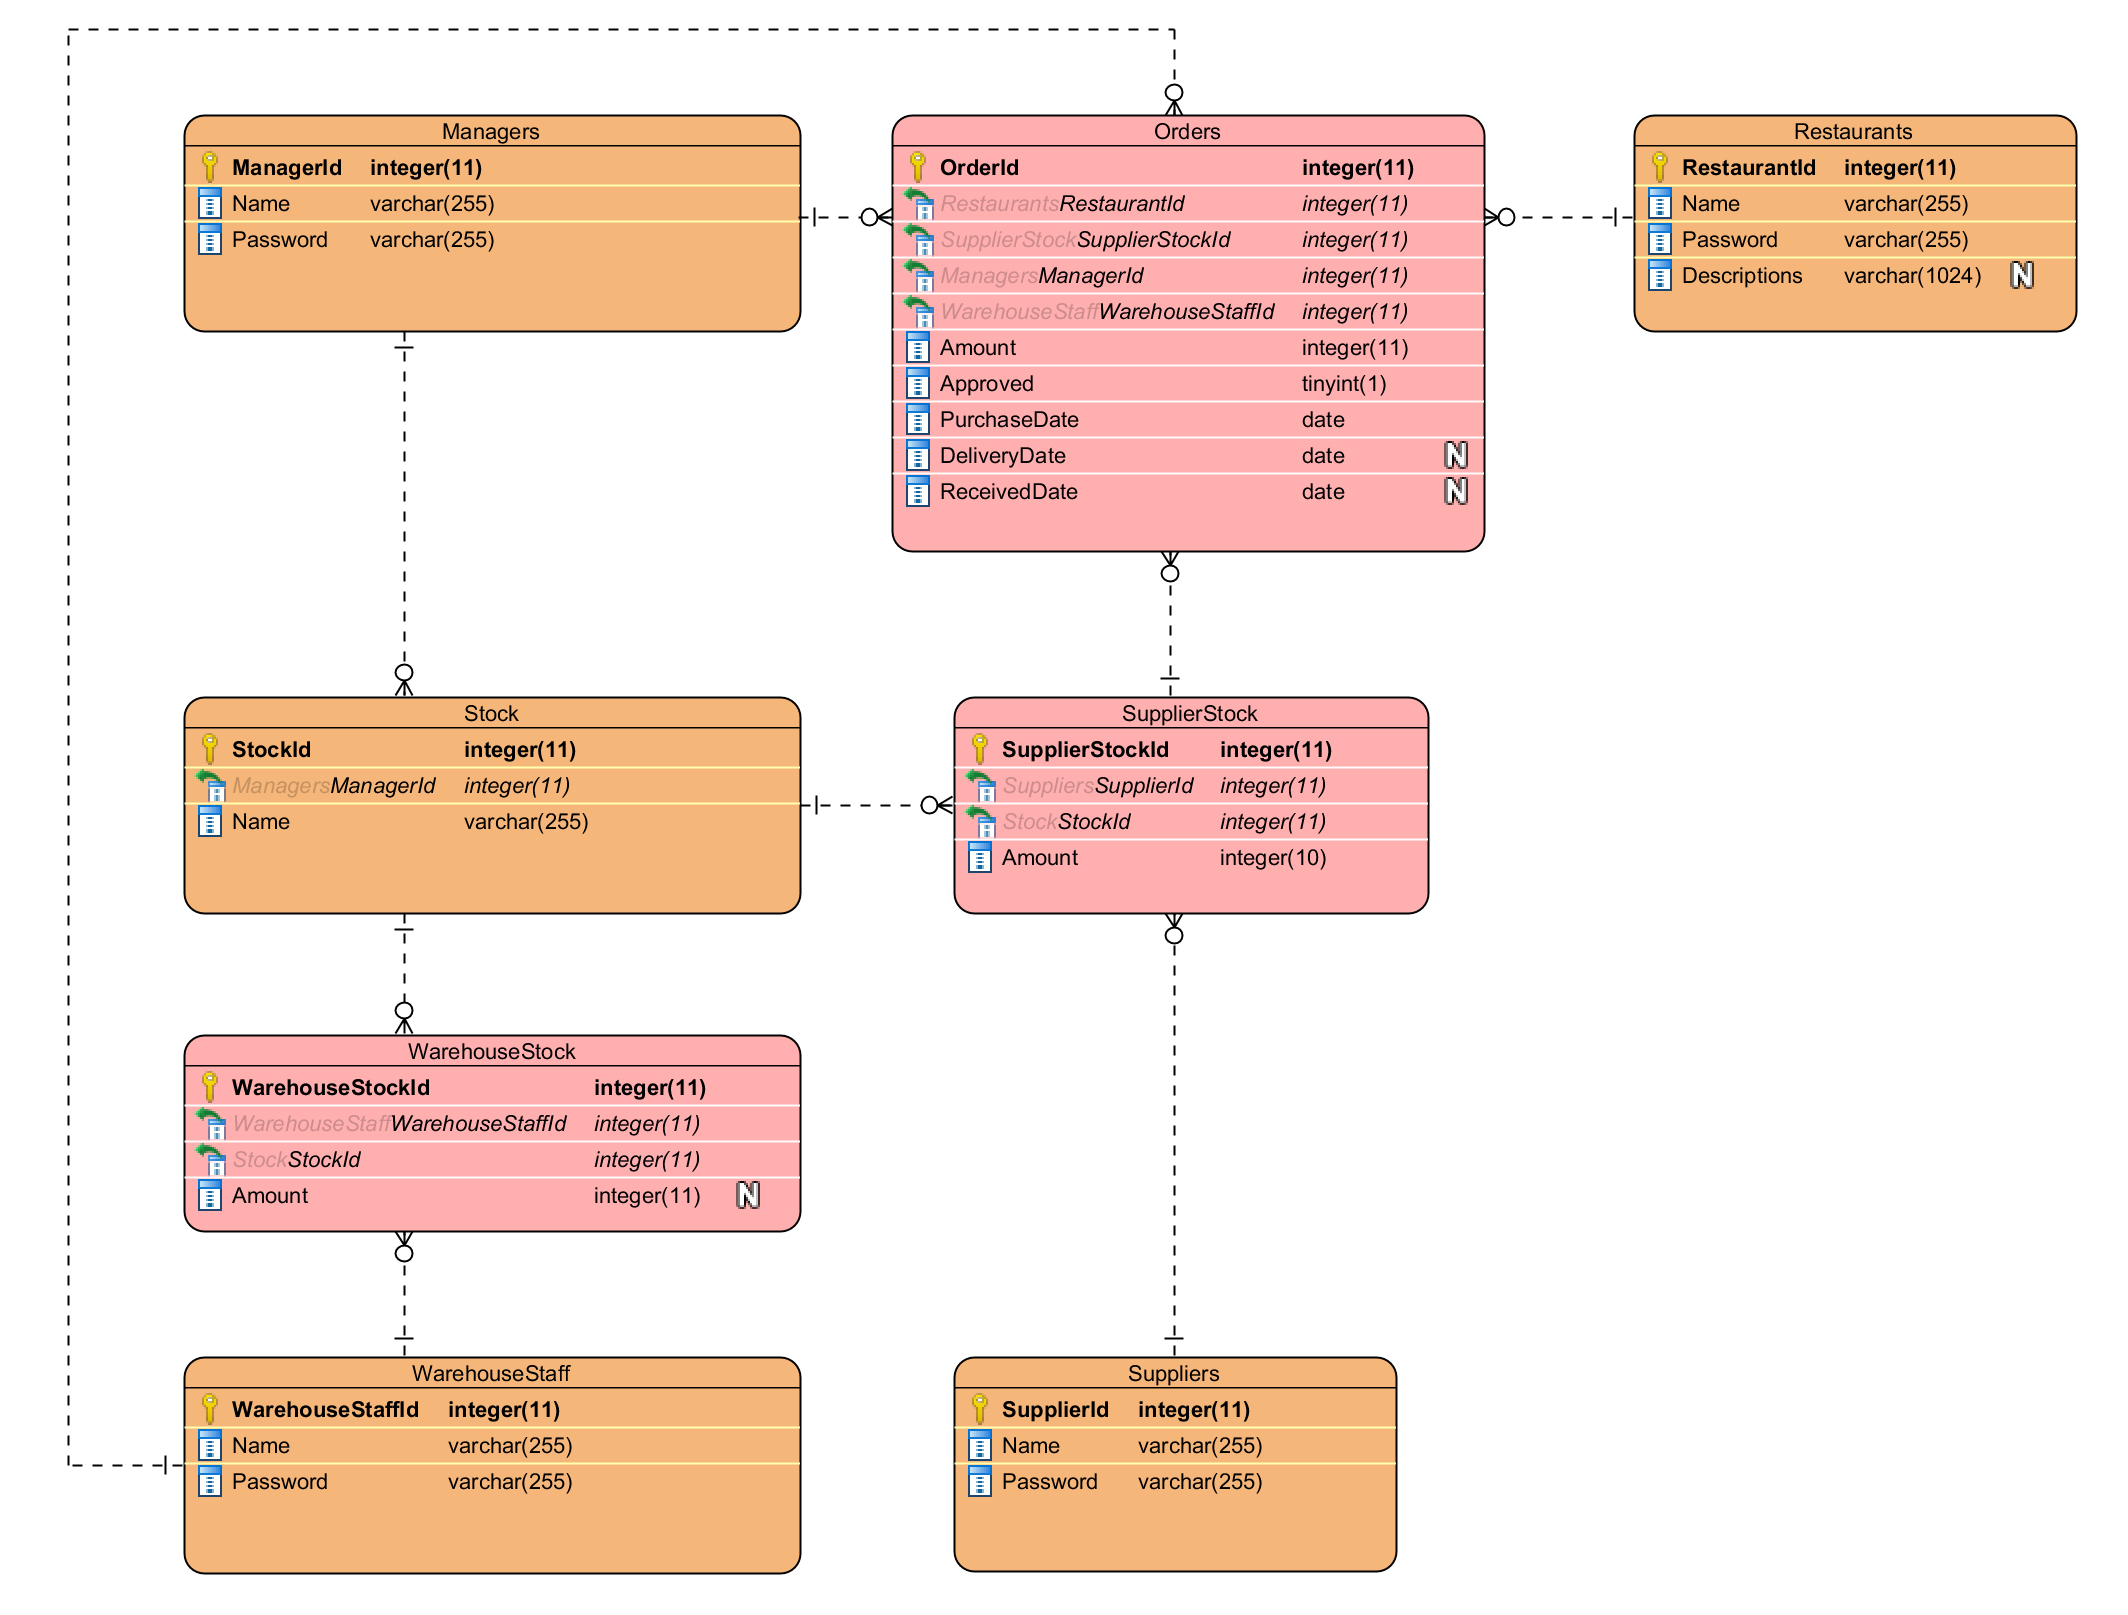 Managers
ManagerId integer(11)
Name varchar(255)
Password varchar(255)
Orders
OrderId integer(11)
RestaurantsRestaurantId integer(11)
SupplierStockSupplierStockId integer(11)
ManagersManagerId integer(11)
WarehouseStaffWarehouseStaffId integer(11)
Amount integer(11)
Approved tinyint(1)
PurchaseDate date
DeliveryDate date N
ReceivedDate date N
Restaurants
RestaurantId integer(11)
Name varchar(255)
Password varchar(255)
Descriptions varchar(1024) N
Stock
StockId integer(11)
ManagersManagerId integer(11)
Name varchar(255)
SupplierStock
SupplierStockId integer(11)
SuppliersSupplierId integer(11)
StockStockId integer(11)
Amount integer(10)
WarehouseStock
WarehouseStockId integer(11)
WarehouseStaffWarehouseStaffId integer(11)
StockStockId integer(11)
Amount integer(11) N
WarehouseStaff
WarehouseStaffId integer(11)
Name varchar(255)
Password varchar(255)
Suppliers
SupplierId integer(11)
Name varchar(255)
Password varchar(255)